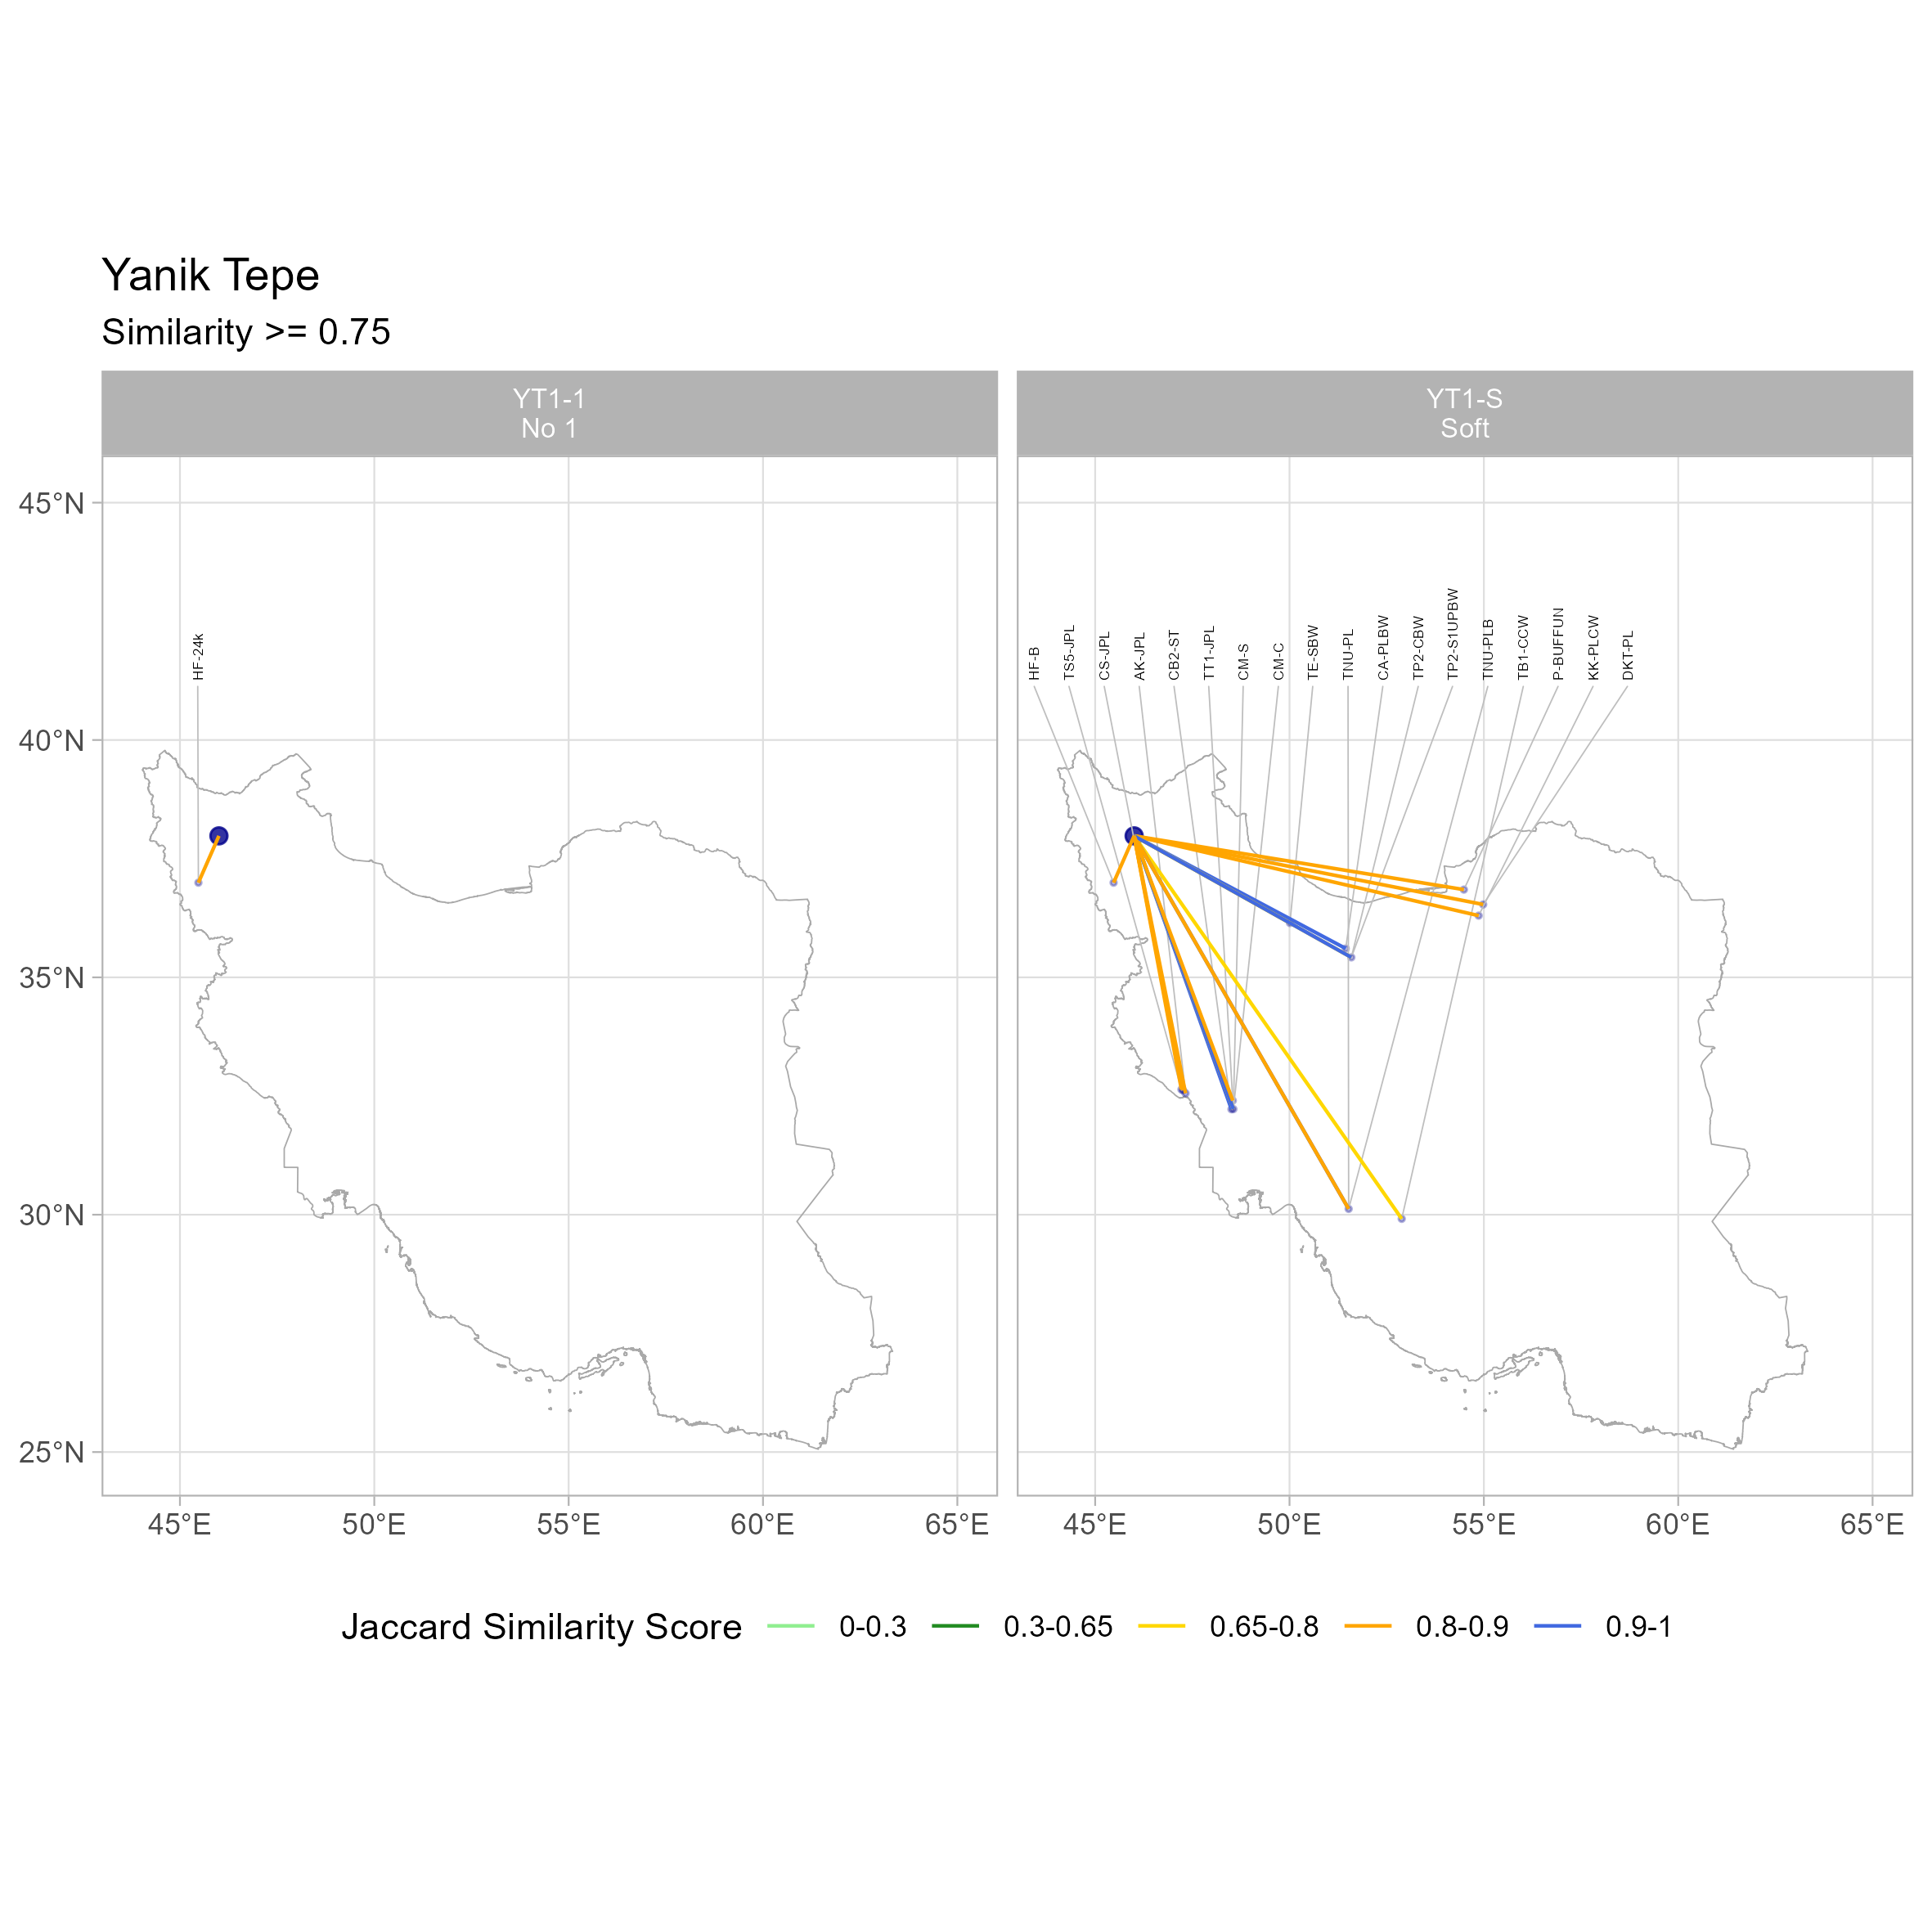 Yanik Tepe
Similarity >= 0.75
YT1-1
No 1
YT1-S
Soft
45°N
40°N
35°N
30°N
25°N
HF-24k
HF-B
TS5-JPL
CS-JPL
AK-JPL
CB2-ST
TT1-JPL
CM-S
CM-C
TE-SBW
TNU-PL
CA-PLBW
TP2-CBW
TP2-S1UPBW
TNU-PLB
TB1-CCW
P-BUFFUN
KK-PLCW
DKT-PL
45°E 50°E 55°E 60°E 65°E
45°E 50°E 55°E 60°E 65°E
Jaccard Similarity Score 0-0.3 0.3-0.65 0.65-0.8 0.8-0.9 0.9-1